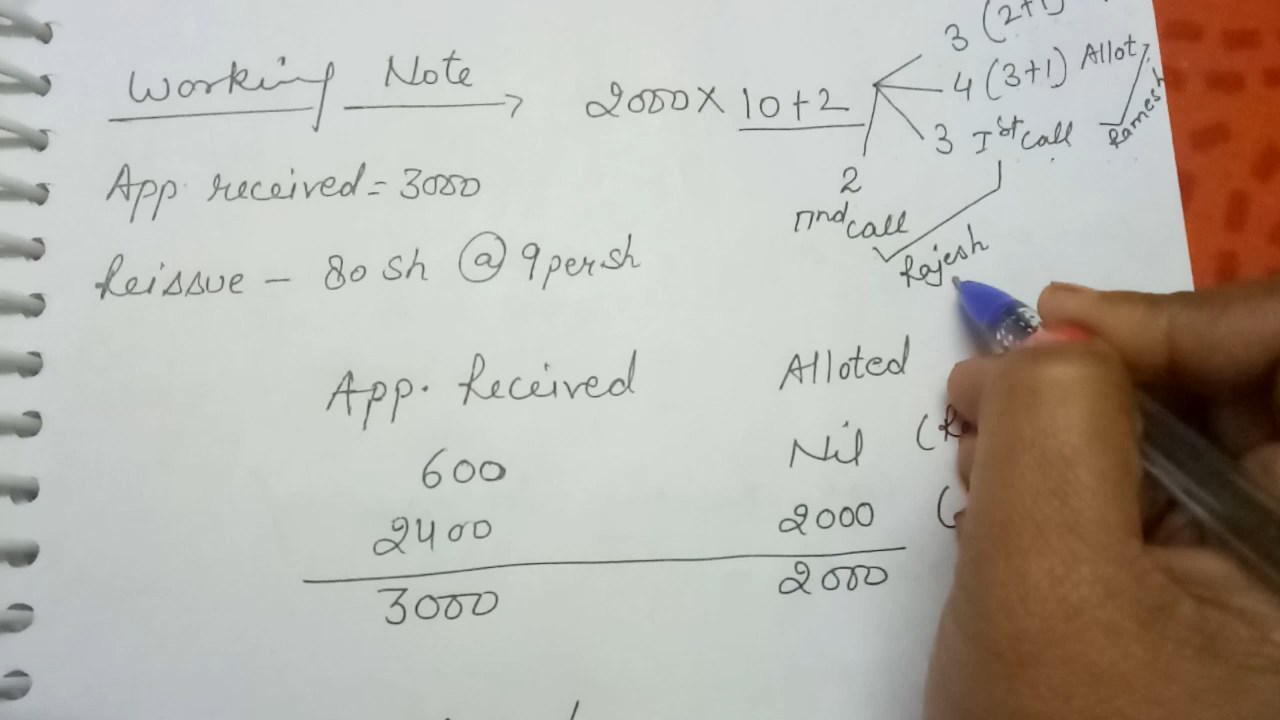 Working Note → 2000 × 10+2
3 (2+1)
4 (3+1) Allot
3 Ist call
Ramesh
2
IInd call
Rajesh
App. received = 3000
Reissue – 80 sh @ 9 per sh
App. Received Alloted
600 Nil (
2400 2000 (
3000 2000